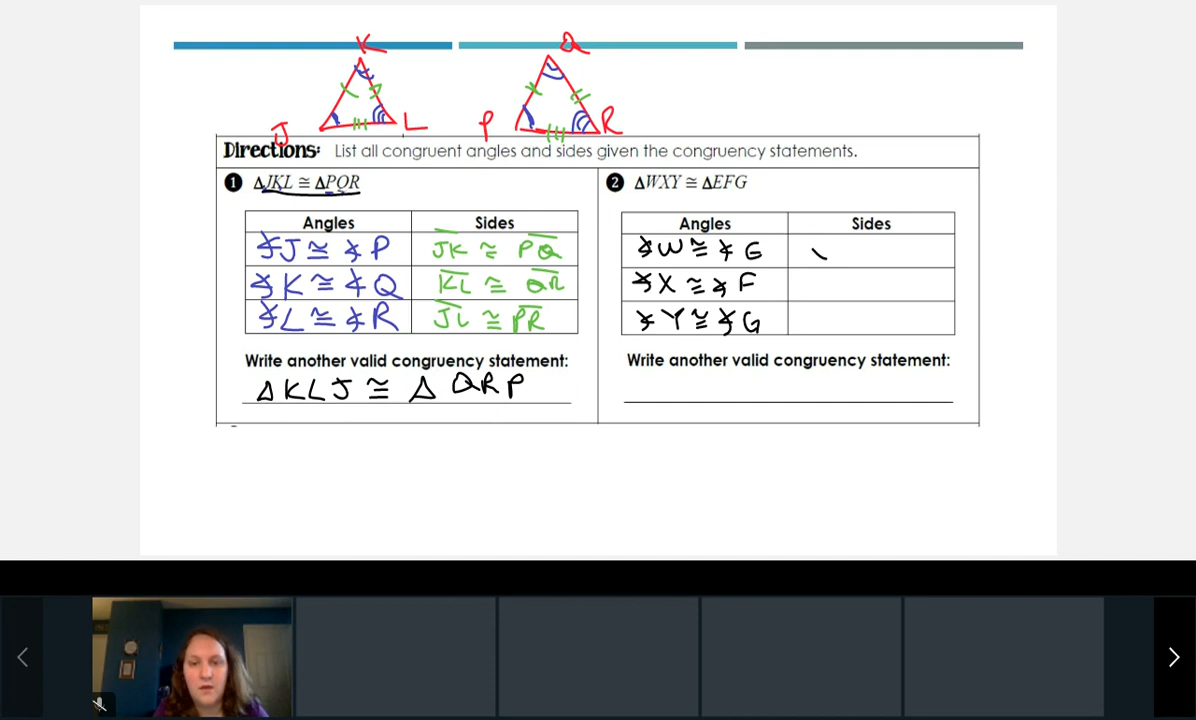 K Q
J L P R
Directions: List all congruent angles and sides given the congruency statements.
1 ΔJKL ≅ ΔPQR
Angles Sides
∡J ≅ ∡P JK ≅ PQ
∡K ≅ ∡Q KL ≅ QR
∡L ≅ ∡R JL ≅ PR
Write another valid congruency statement:
ΔKLJ ≅ Δ QRP
2 ΔWXY ≅ ΔEFG
Angles Sides
∡W ≅ ∡G
∡X ≅ ∡F
∡Y ≅ ∡G
Write another valid congruency statement: